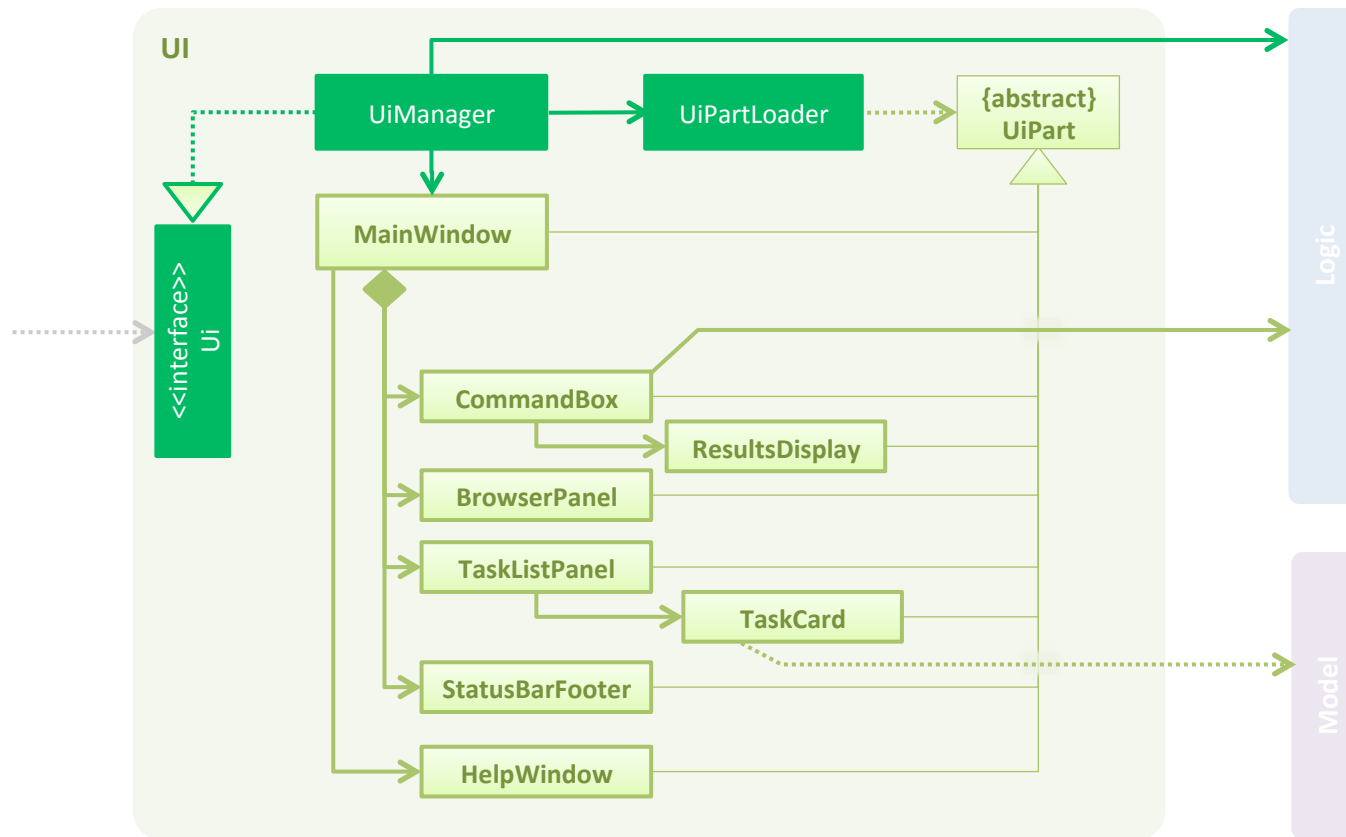 UI
UiManager
UiPartLoader
{abstract}
UiPart
MainWindow
<<interface>>
Ui
Logic
CommandBox
ResultsDisplay
BrowserPanel
TaskListPanel
TaskCard
StatusBarFooter
Model
HelpWindow